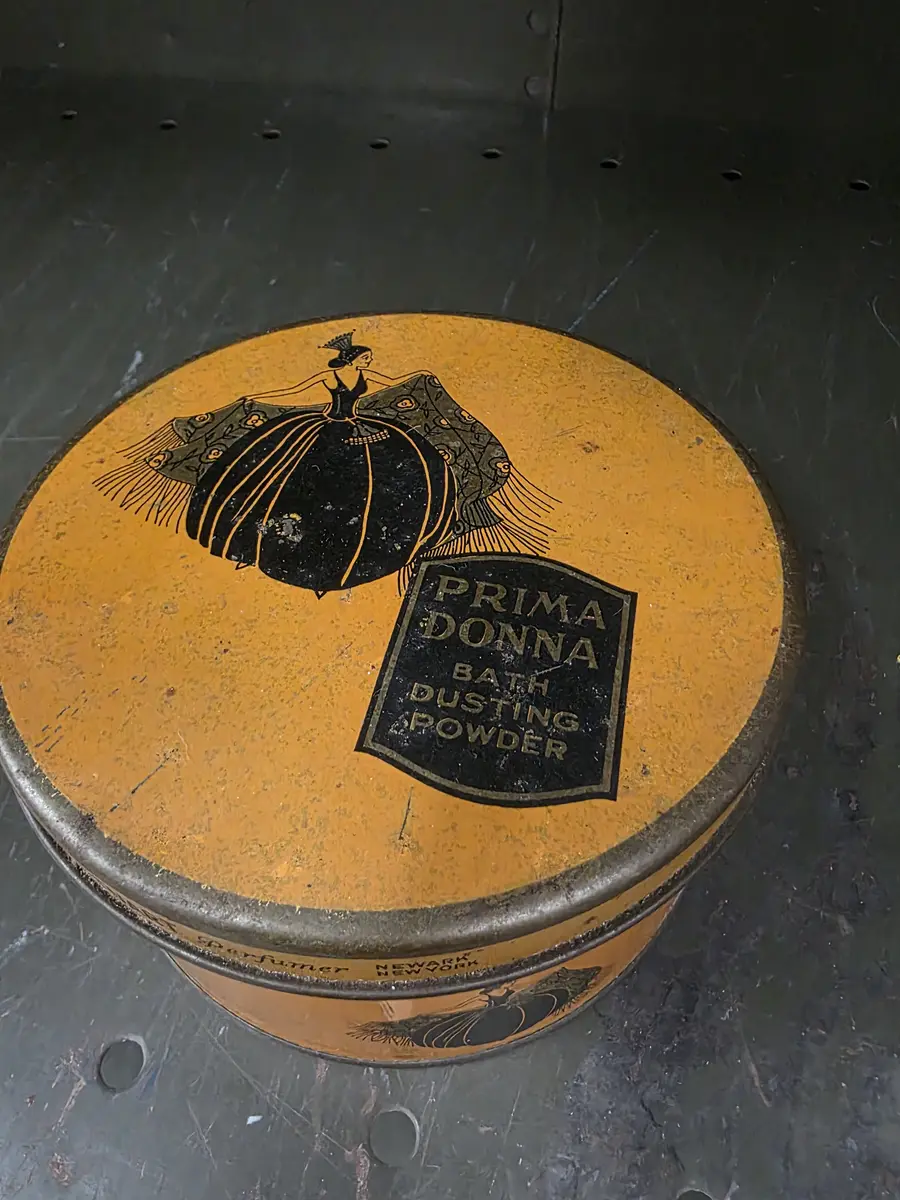 PRIMA
DONNA
BATH
DUSTING
POWDER
Perfumer NEWARK
NEW YORK